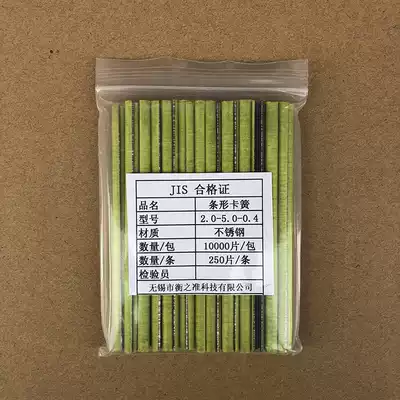 JIS 合格证
品名 条形卡簧
型号 2.0-5.0-0.4
材质 不锈钢
数量/包 10000片/包
数量/条 250片/条
检验员
无锡市衡之准科技有限公司